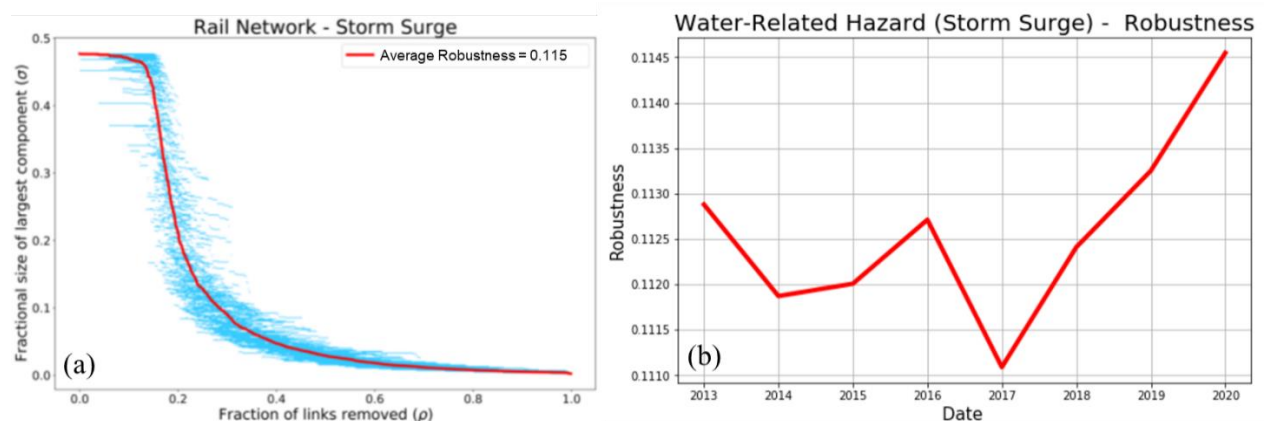 Rail Network - Storm Surge
Average Robustness = 0.115
Fractional size of largest component (σ)
0.5
0.4
0.3
0.2
0.1
0.0
(a)
0.0 0.2 0.4 0.6 0.8 1.0
Fraction of links removed (ρ)
Water-Related Hazard (Storm Surge) - Robustness
Robustness
0.1145
0.1140
0.1135
0.1130
0.1125
0.1120
0.1115
0.1110
(b)
2013 2014 2015 2016 2017 2018 2019 2020
Date